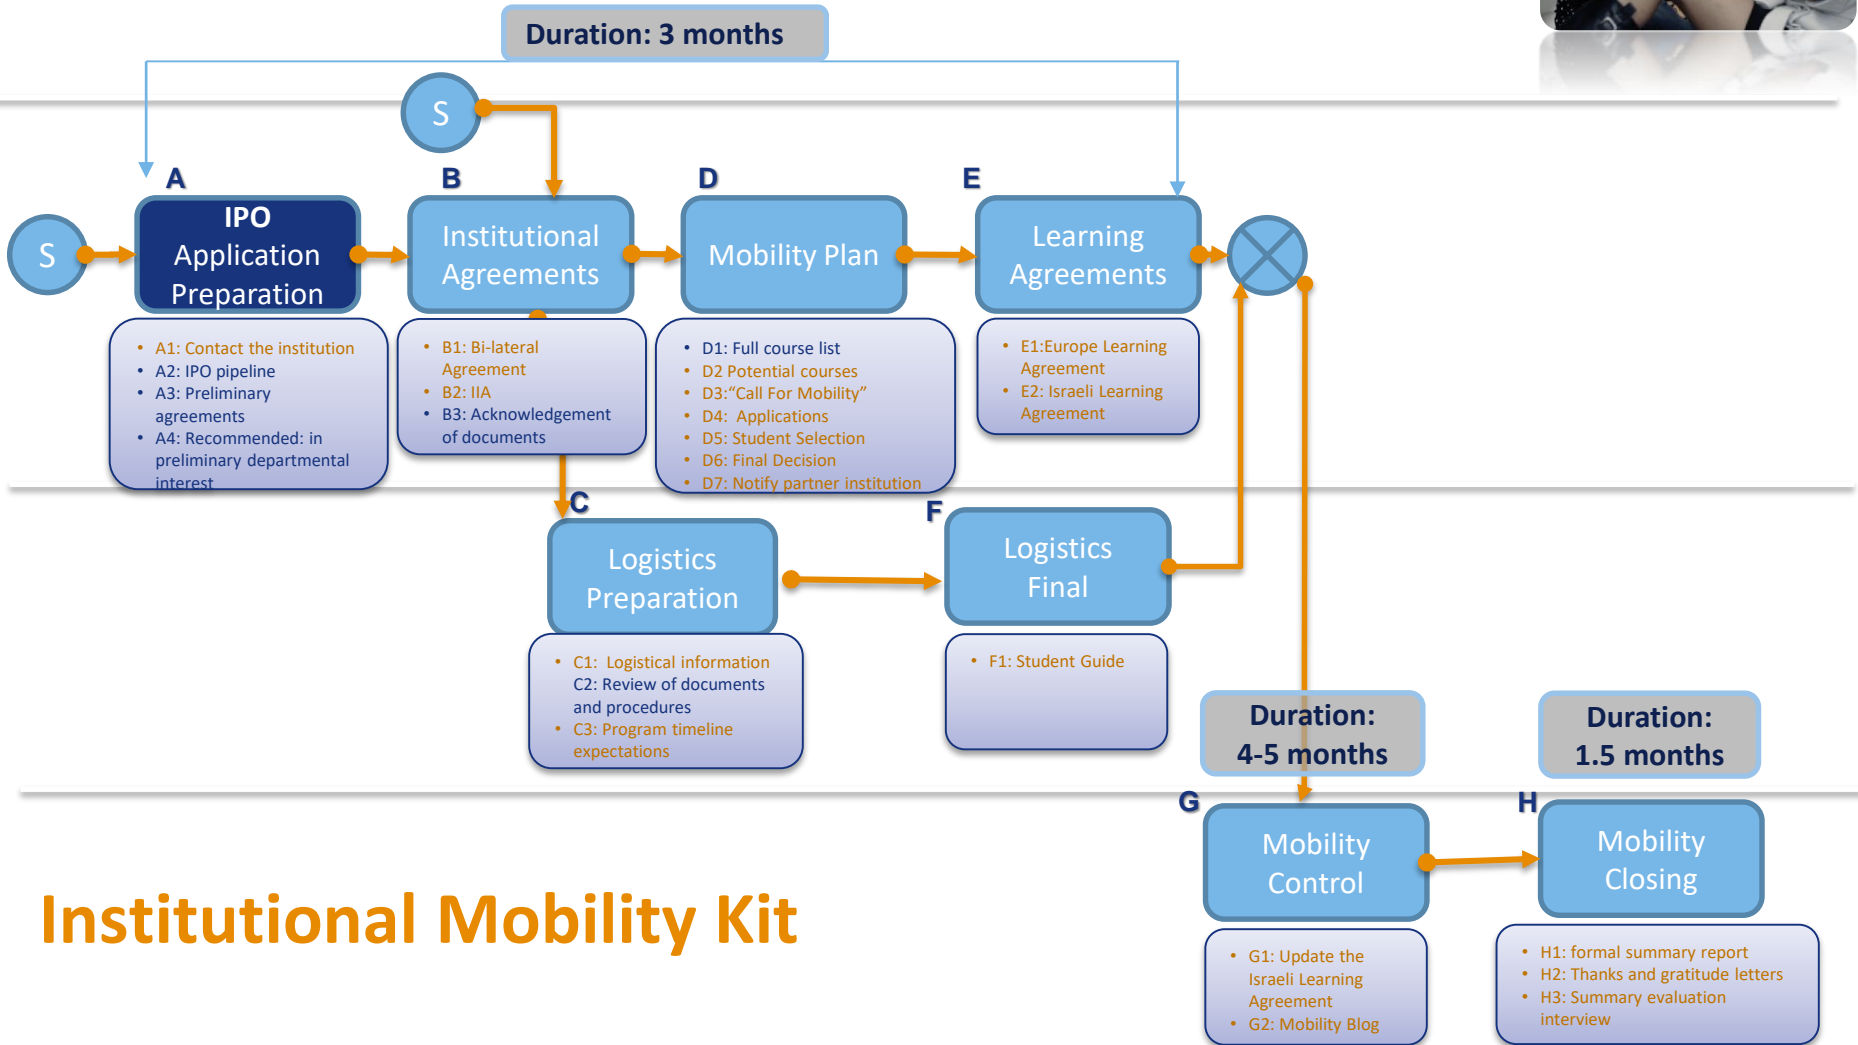 Duration: 3 months
S
A
B
D
E
S
IPO
Application
Preparation
Institutional
Agreements
Mobility Plan
Learning
Agreements
• A1: Contact the institution
• A2: IPO pipeline
• A3: Preliminary
agreements
• A4: Recommended: in
preliminary departmental
interest
• B1: Bi-lateral
Agreement
• B2: IIA
• B3: Acknowledgement
of documents
• D1: Full course list
• D2 Potential courses
• D3:“Call For Mobility”
• D4:  Applications
• D5: Student Selection
• D6: Final Decision
• D7: Notify partner institution
• E1:Europe Learning
Agreement
• E2: Israeli Learning
Agreement
C
F
Logistics
Preparation
Logistics
Final
• C1:  Logistical information
C2: Review of documents
and procedures
• C3: Program timeline
expectations
• F1: Student Guide
Duration:
4-5 months
Duration:
1.5 months
G
H
Mobility
Control
Mobility
Closing
Institutional Mobility Kit
• G1: Update the
Israeli Learning
Agreement
• G2: Mobility Blog
• H1: formal summary report
• H2: Thanks and gratitude letters
• H3: Summary evaluation
interview